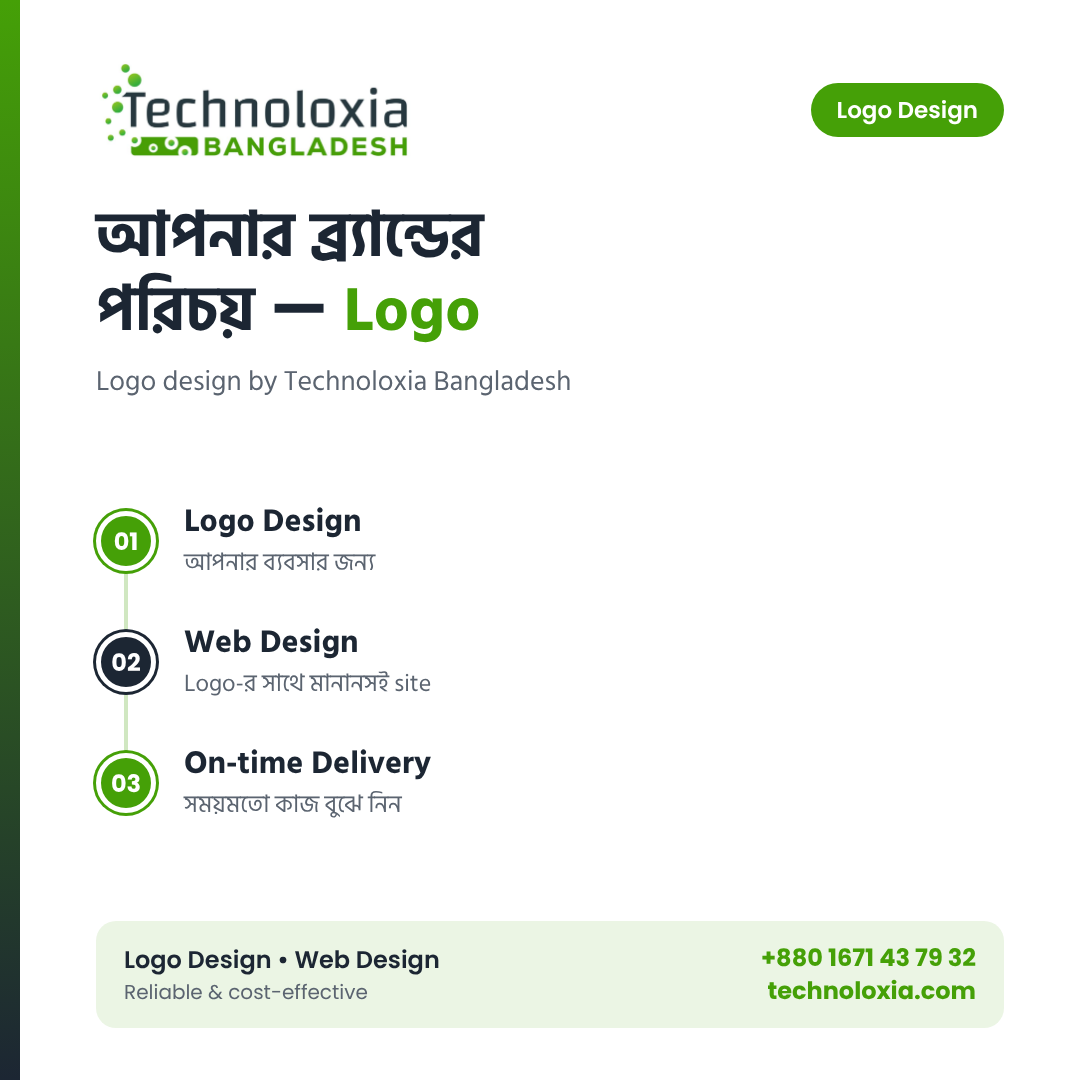 Technoloxia
BANGLADESH
Logo Design
আপনার ব্র্যান্ডের
পরিচয় — Logo
Logo design by Technoloxia Bangladesh
01
Logo Design
আপনার ব্যবসার জন্য
02
Web Design
Logo-র সাথে মানানসই site
03
On-time Delivery
সময়মতো কাজ বুঝে নিন
Logo Design • Web Design
Reliable & cost-effective
+880 1671 43 79 32
technoloxia.com